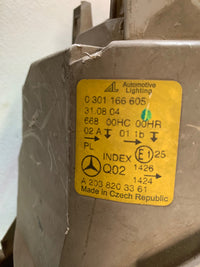 Automotive
Lighting
0 301 166 605
31 08 04
668 00HC 00HR
02 A 01 1b
PL E1 25
INDEX
Q02 1426
1424
A 203 820 33 61
Made in Czech Republic